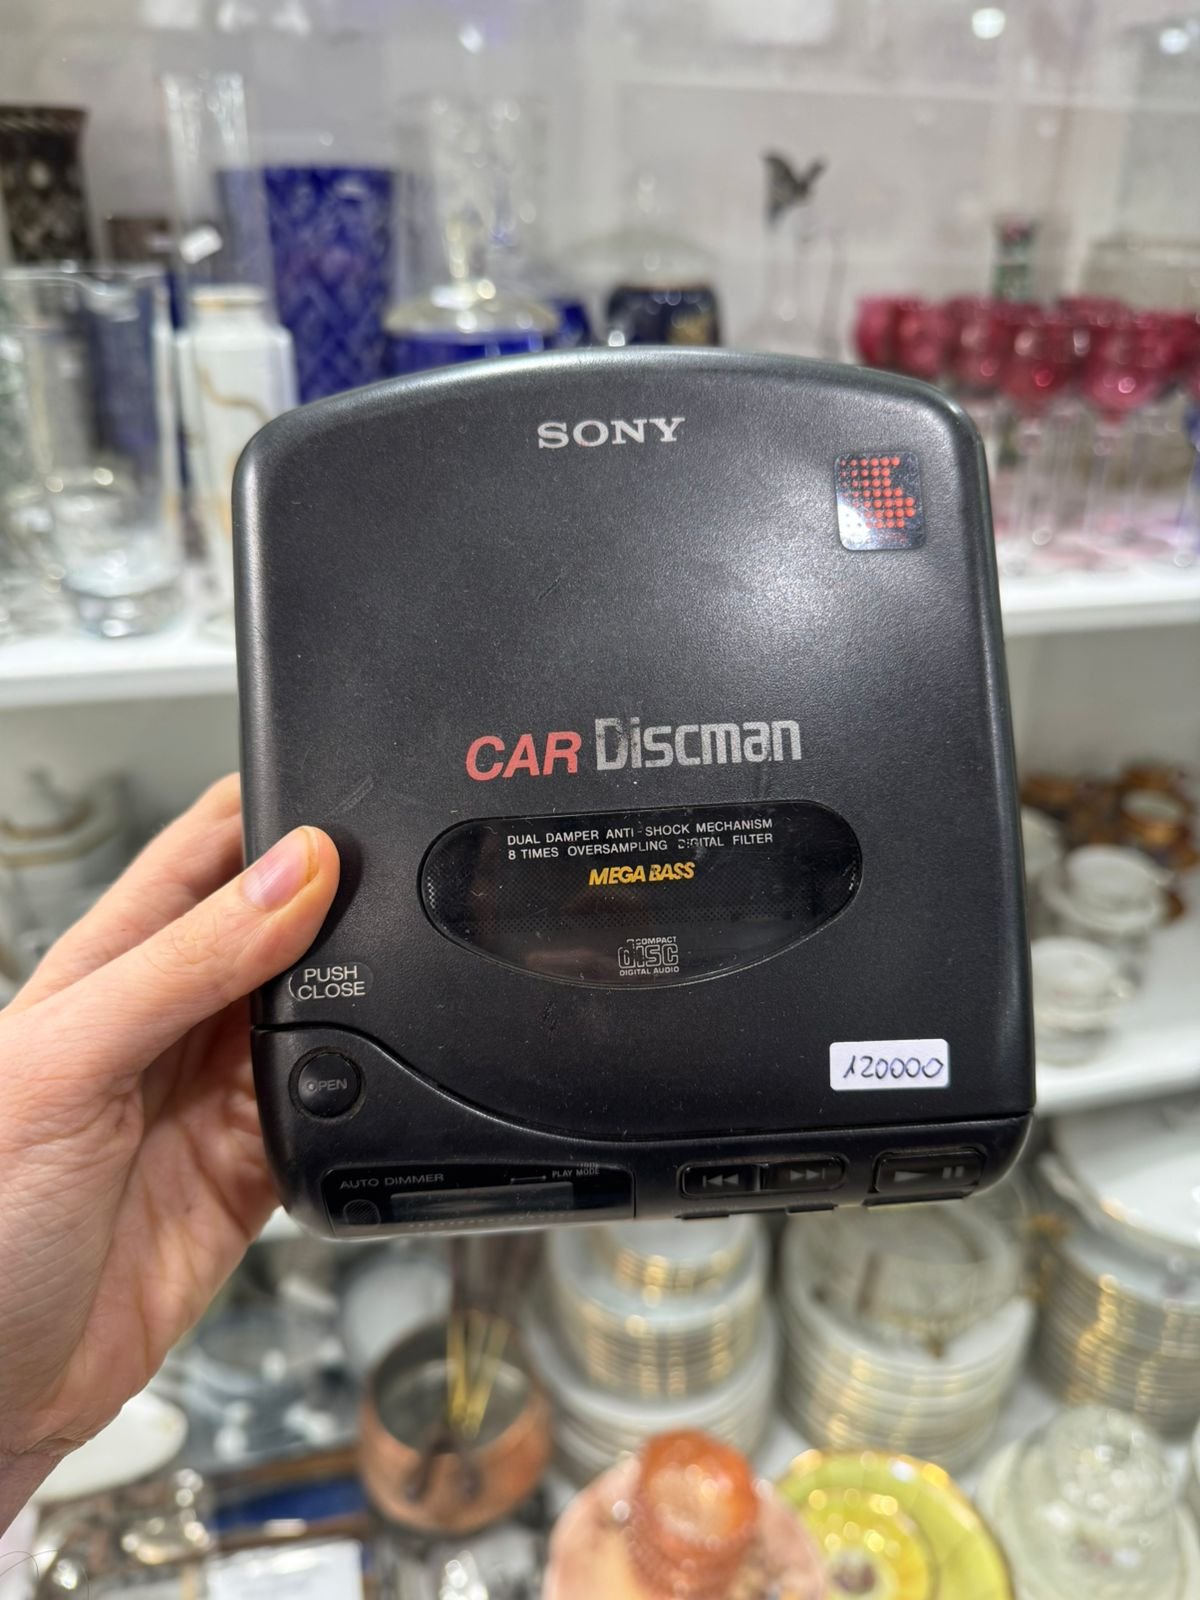 SONY
CAR Discman
DUAL DAMPER ANTI-SHOCK MECHANISM
8 TIMES OVERSAMPLING DIGITAL FILTER
MEGA BASS
COMPACT
disc
DIGITAL AUDIO
PUSH
CLOSE
OPEN
120000
AUTO DIMMER
PLAY MODE